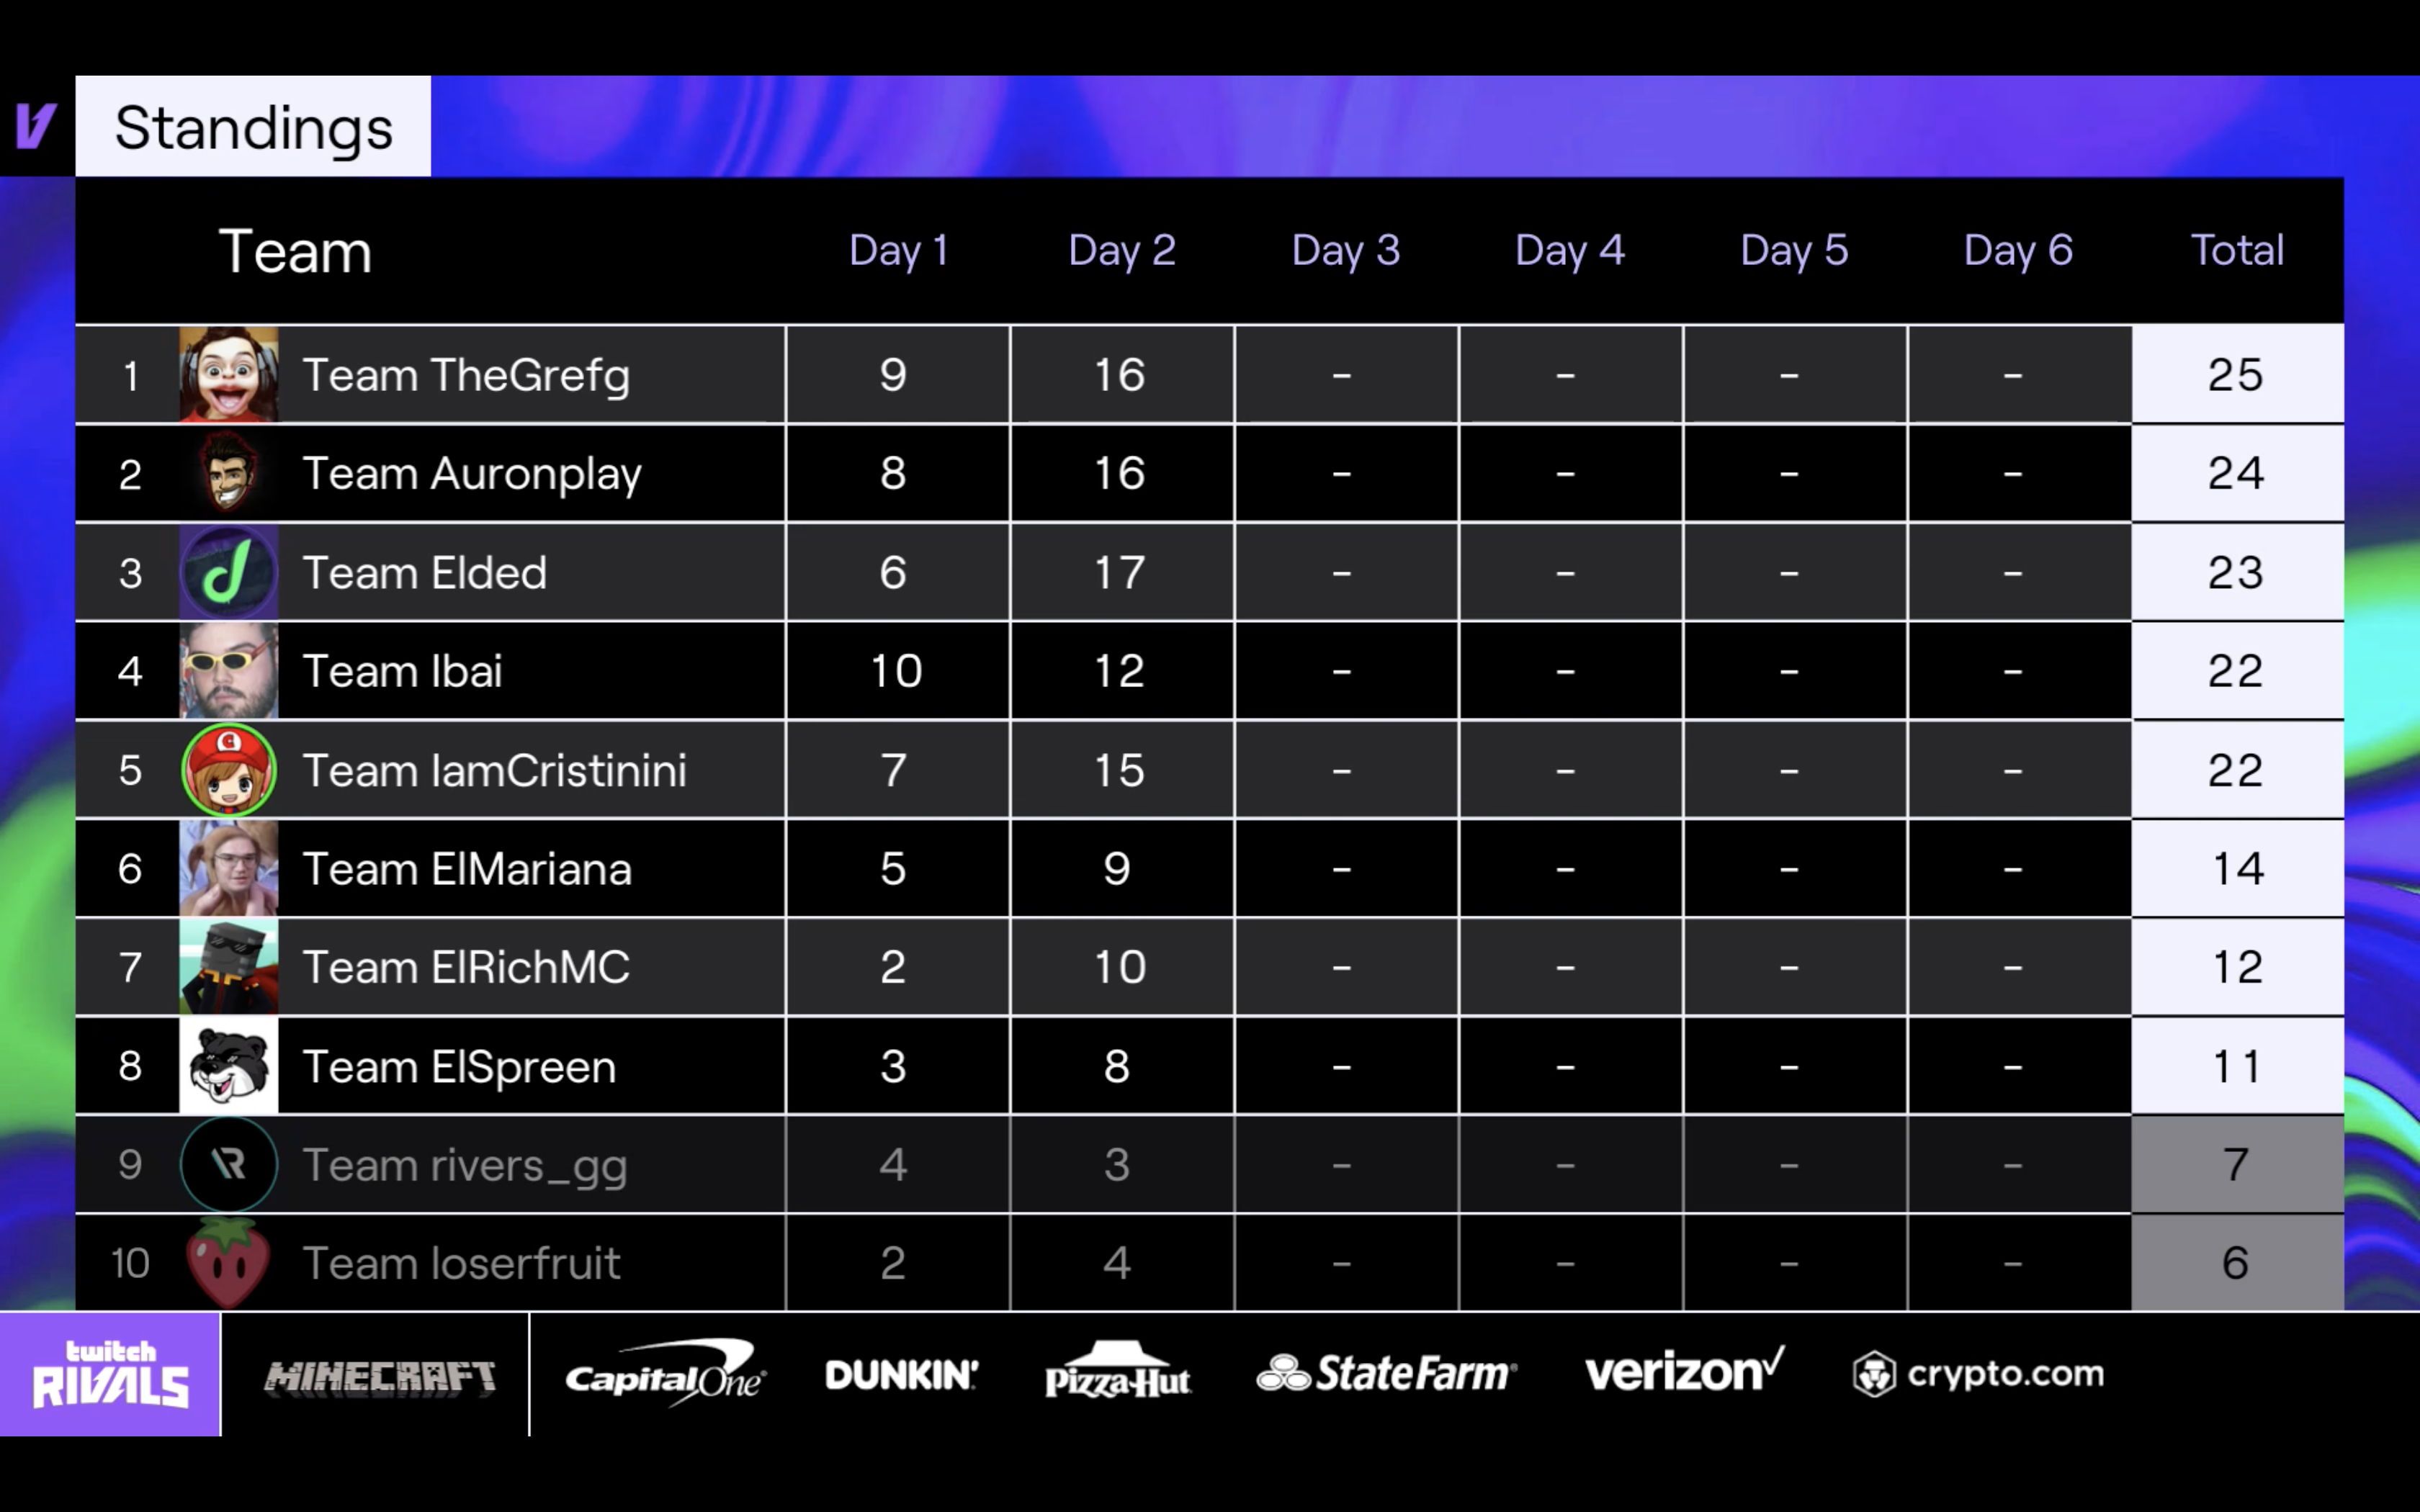 Standings
Team Day 1 Day 2 Day 3 Day 4 Day 5 Day 6 Total
1 Team TheGrefg 9 16 - - - - 25
2 Team Auronplay 8 16 - - - - 24
3 Team Elded 6 17 - - - - 23
4 Team Ibai 10 12 - - - - 22
5 Team IamCristinini 7 15 - - - - 22
6 Team ElMariana 5 9 - - - - 14
7 Team ElRichMC 2 10 - - - - 12
8 Team ElSpreen 3 8 - - - - 11
9 Team rivers_gg 4 3 - - - - 7
10 Team loserfruit 2 4 - - - - 6
twitch
RIVALS
MINECRAFT CapitalOne® DUNKIN' Pizza Hut StateFarm® verizon✓ crypto.com